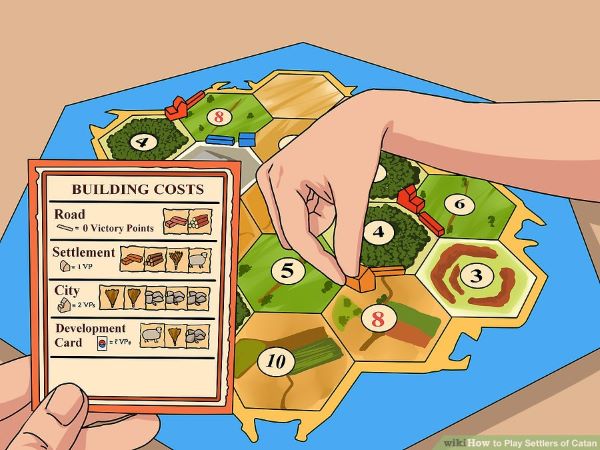 BUILDING COSTS
Road
= 0 Victory Points
Settlement
= 1 VP
City
= 2 VPs
Development
Card
= ? VPs
4
8
6
4
5
3
8
10
wikiHow to Play Settlers of Catan